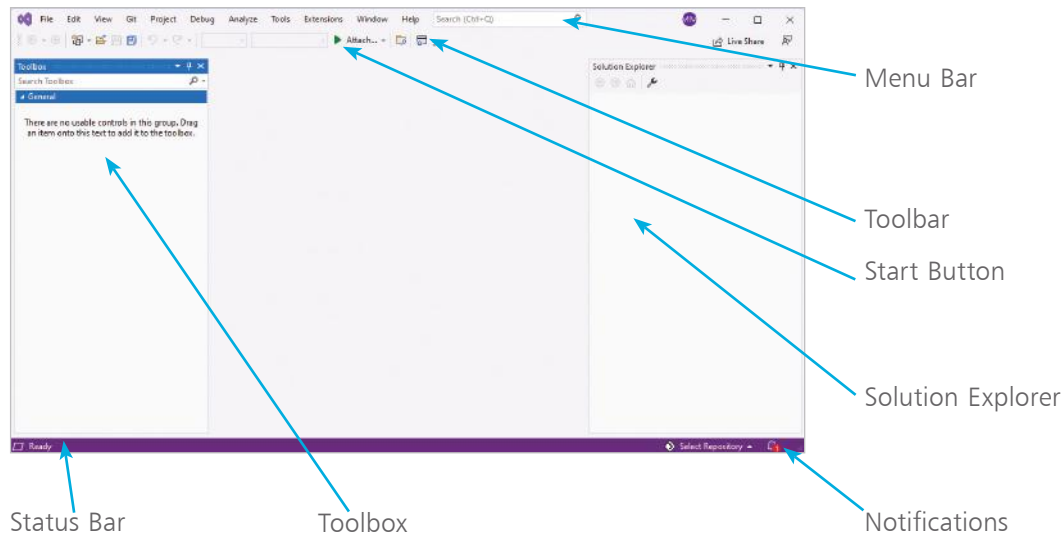 File Edit View Git Project Debug Analyze Tools Extensions Window Help Search (Ctrl+Q)
Attach...
Live Share
Toolbox
Search Toolbox
General
There are no usable controls in this group. Drag
an item onto this text to add it to the toolbox.
Solution Explorer
Ready
Select Repository
1
Menu Bar
Toolbar
Start Button
Solution Explorer
Status Bar
Toolbox
Notifications